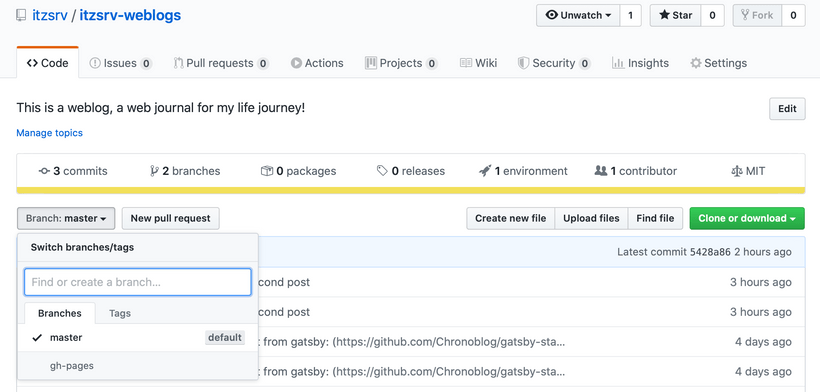 itzsrv / itzsrv-weblogs
Unwatch 1 Star 0 Fork 0
Code Issues 0 Pull requests 0 Actions Projects 0 Wiki Security 0 Insights Settings
This is a weblog, a web journal for my life journey!
Edit
Manage topics
3 commits 2 branches 0 packages 0 releases 1 environment 1 contributor MIT
Branch: master New pull request Create new file Upload files Find file Clone or download
Switch branches/tags
Latest commit 5428a86 2 hours ago
Find or create a branch...
cond post 3 hours ago
Branches Tags
cond post 3 hours ago
master default
from gatsby: (https://github.com/Chronoblog/gatsby-sta... 4 days ago
gh-pages
from gatsby: (https://github.com/Chronoblog/gatsby-sta... 4 days ago